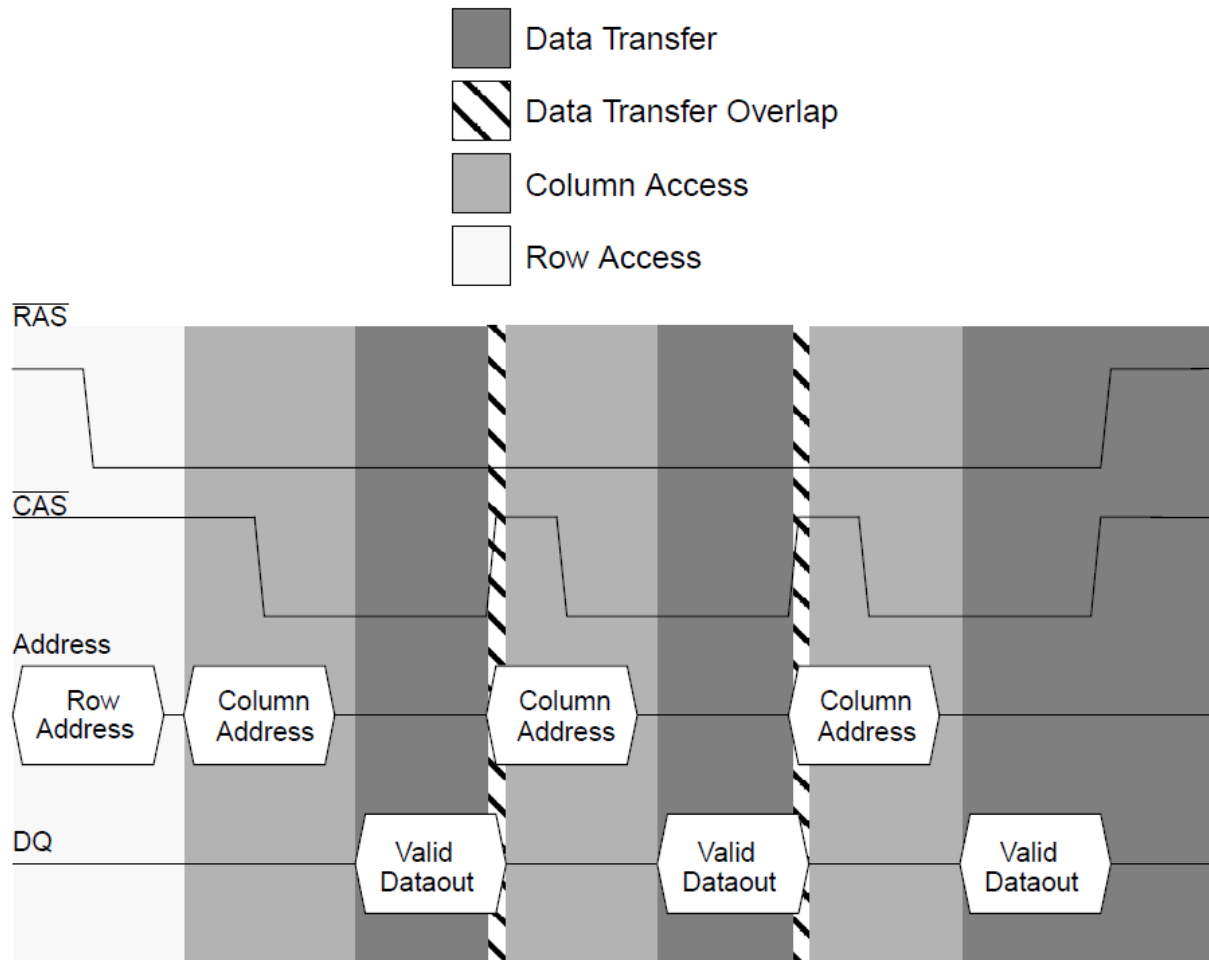 Data Transfer
Data Transfer Overlap
Column Access
Row Access
RAS
CAS
Address
Row
Address
Column
Address
Column
Address
Column
Address
DQ
Valid
Dataout
Valid
Dataout
Valid
Dataout